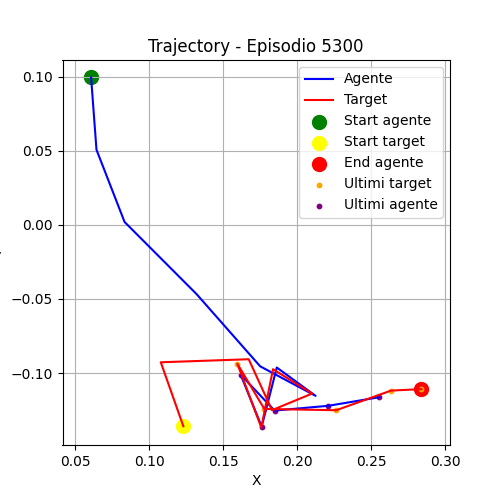 Trajectory - Episodio 5300
Agente
Target
Start agente
Start target
End agente
Ultimi target
Ultimi agente
0.10
0.05
0.00
−0.05
−0.10
0.05
0.10
0.15
0.20
0.25
0.30
X